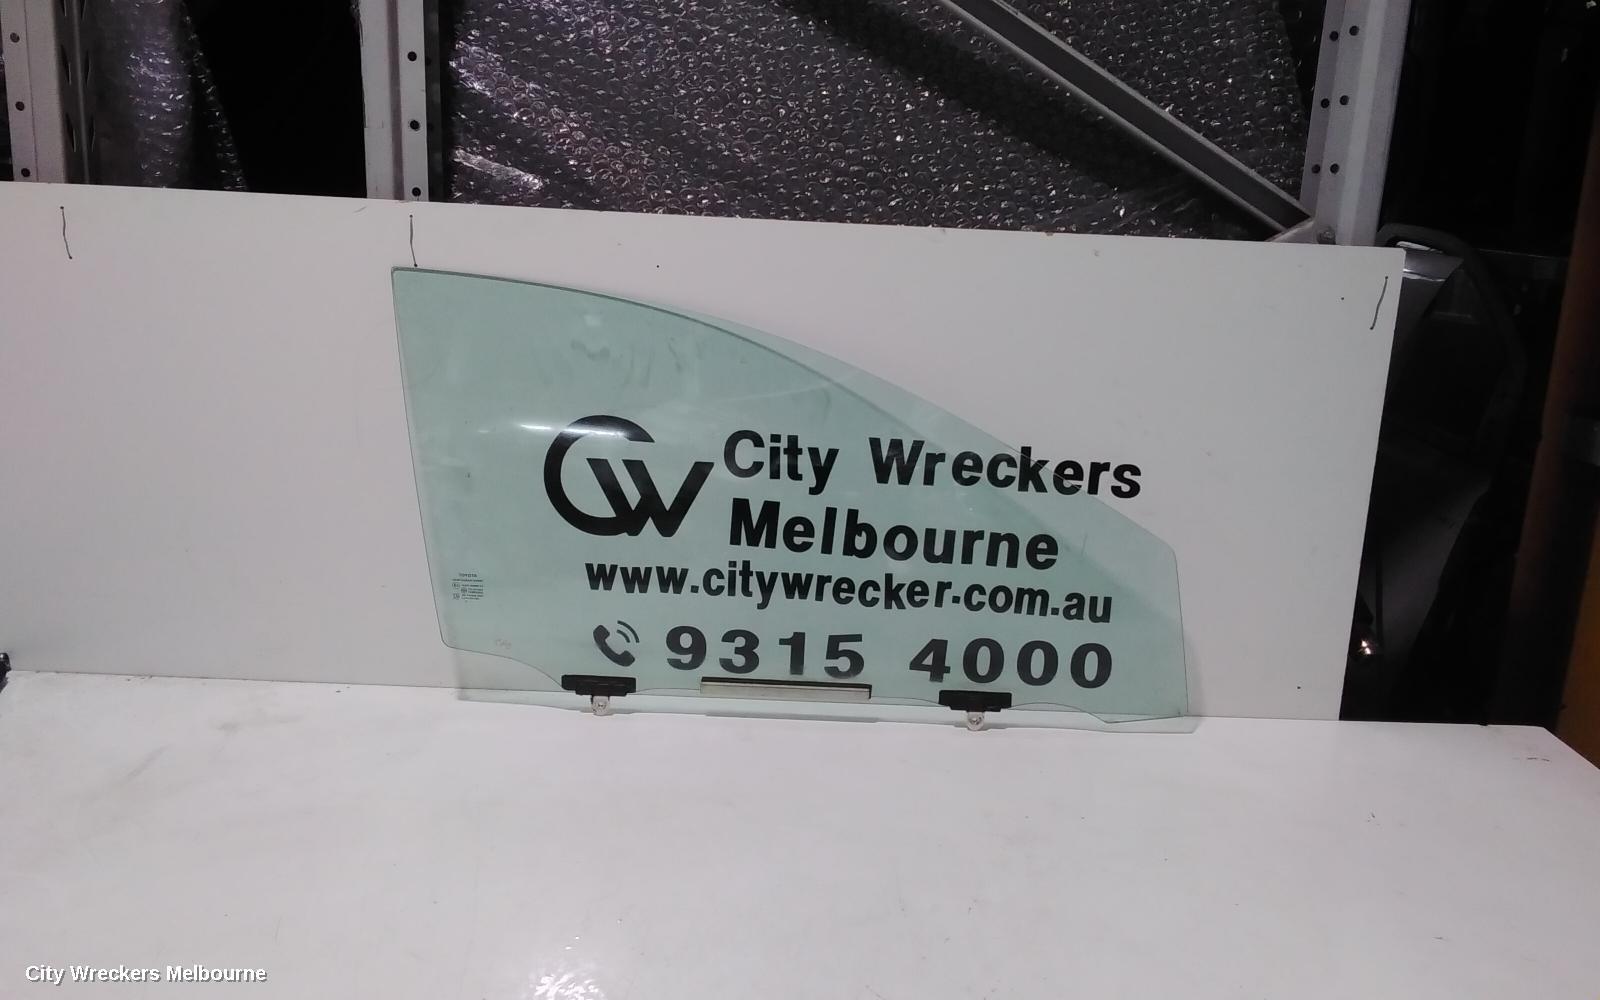 CW
City Wreckers
Melbourne
www.citywrecker.com.au
9315 4000
TOYOTA
City Wreckers Melbourne